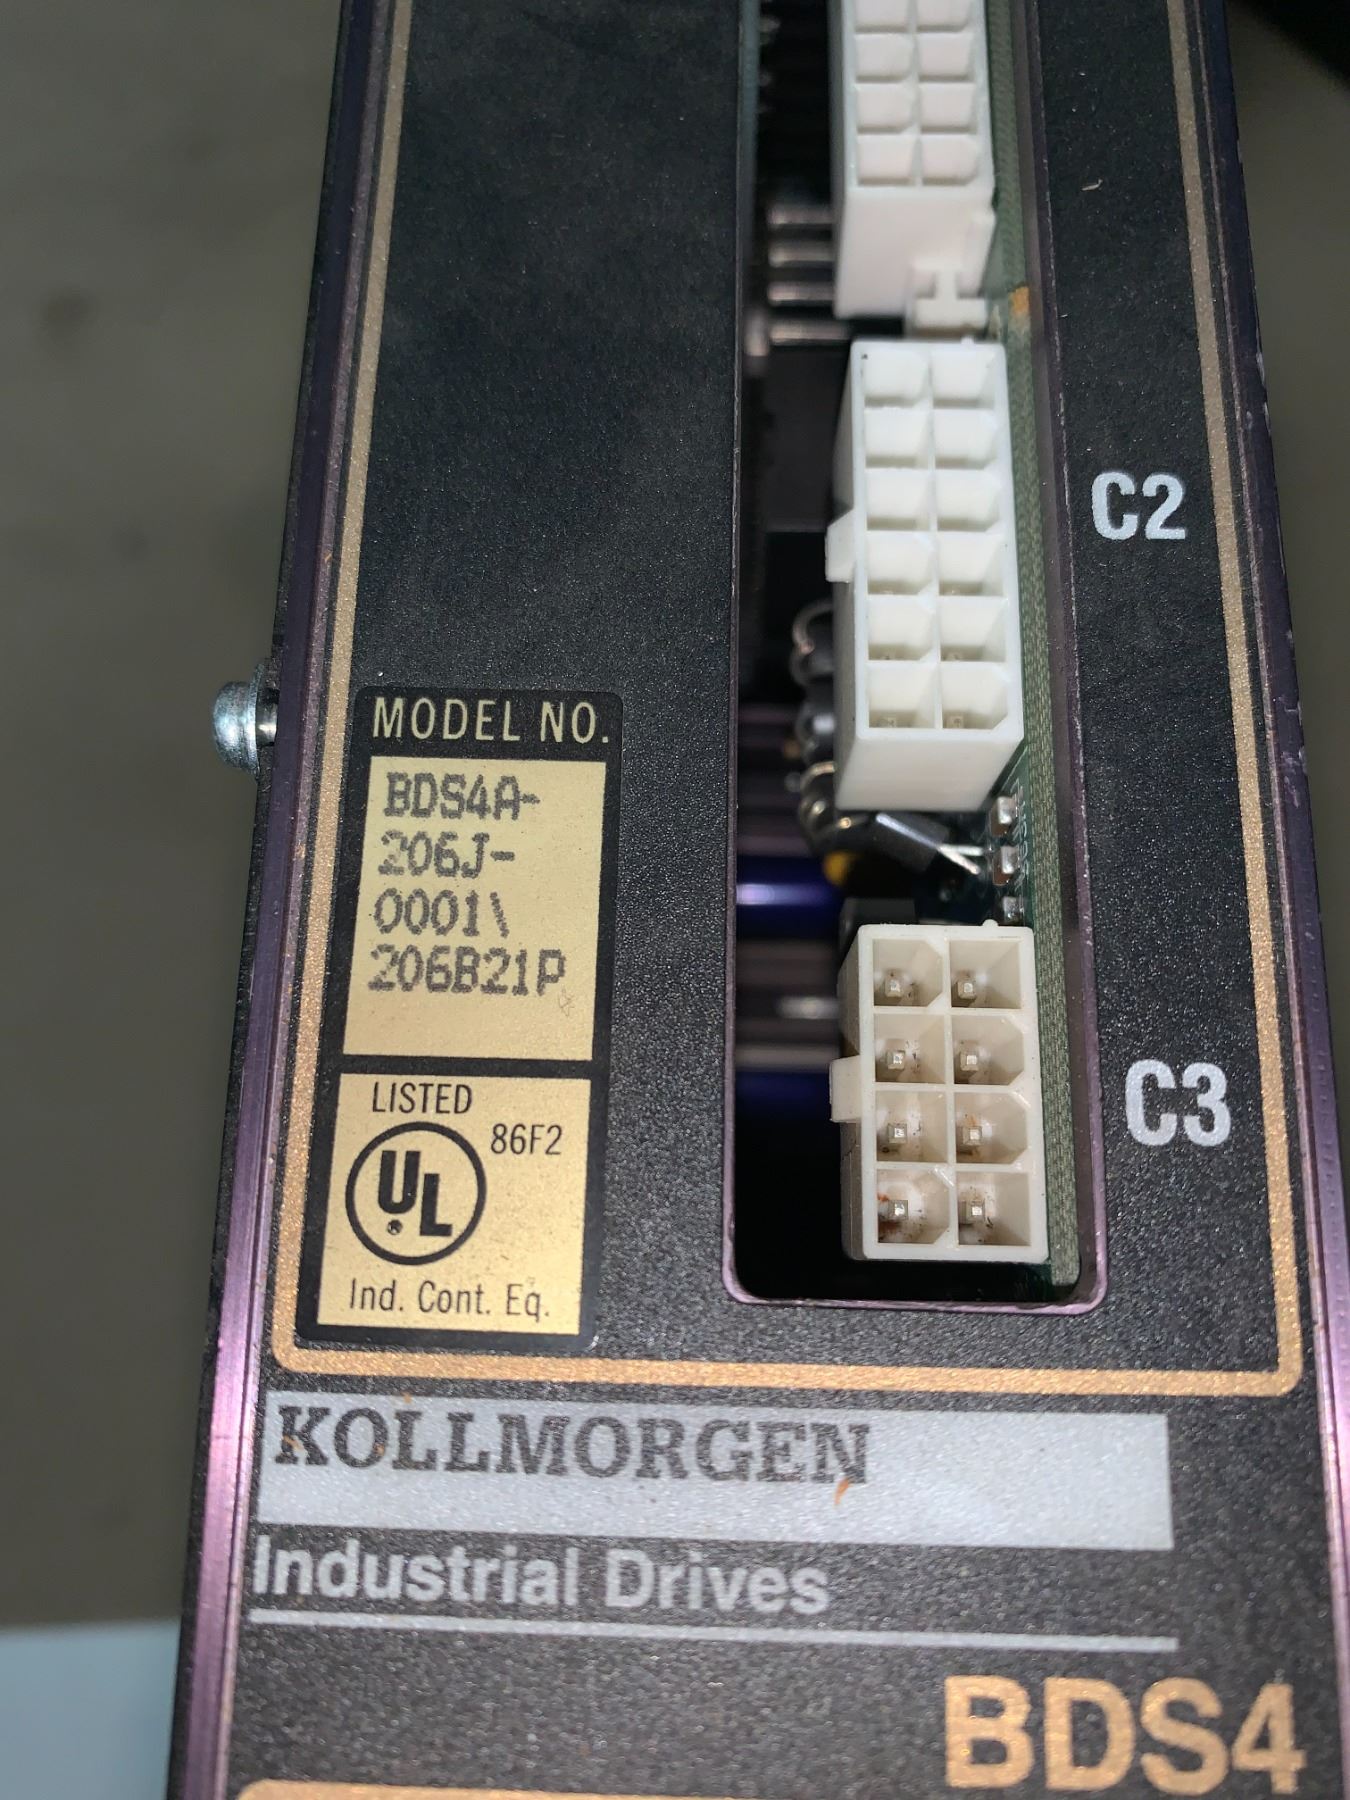 C2
MODEL NO.
BDS4A-
206J-
0001\
206B21P
LISTED
86F2
UL
Ind. Cont. Eq.
C3
KOLLMORGEN
Industrial Drives
BDS4